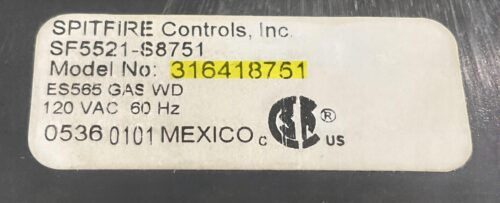 SPITFIRE Controls, Inc.
SF5521-S8751
Model No: 316418751
ES565 GAS WD
120 VAC 60 Hz
0536 0101 MEXICO C SA ® US